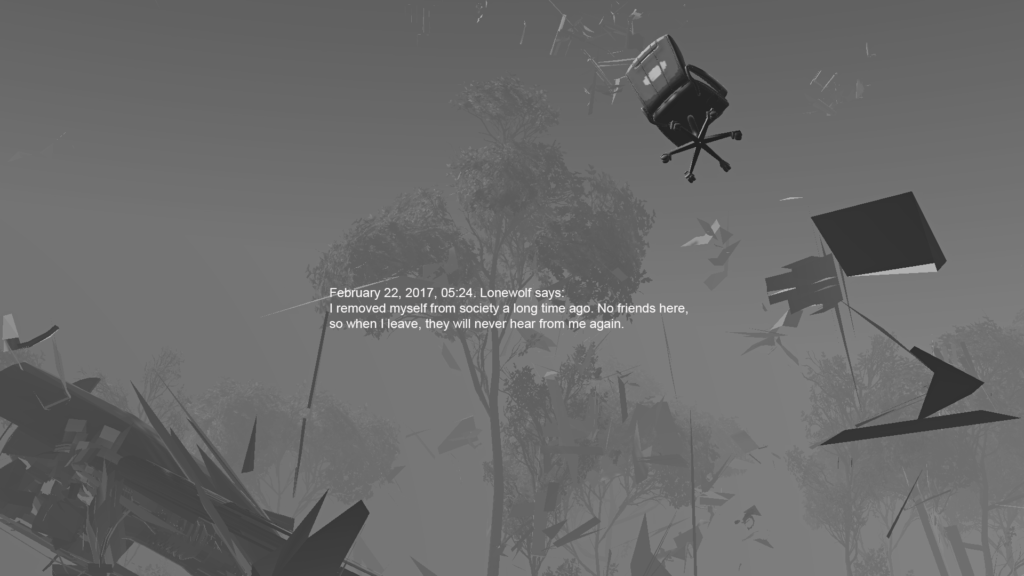 February 22, 2017, 05:24. Lonewolf says:
I removed myself from society a long time ago. No friends here,
so when I leave, they will never hear from me again.